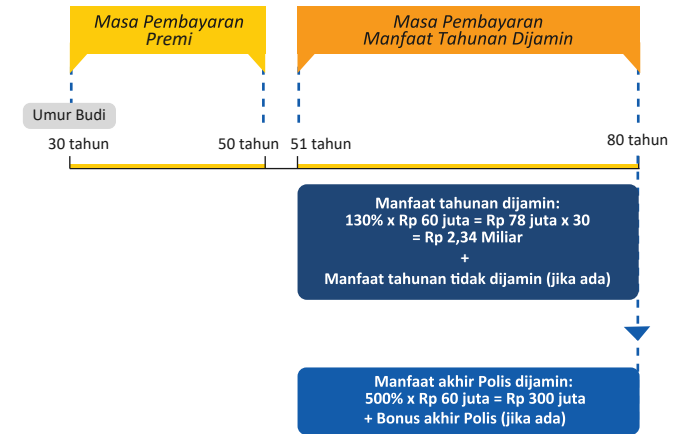 Masa Pembayaran
Premi
Masa Pembayaran
Manfaat Tahunan Dijamin
Umur Budi
30 tahun
50 tahun
51 tahun
80 tahun
Manfaat tahunan dijamin:
130% x Rp 60 juta = Rp 78 juta x 30
= Rp 2,34 Miliar
+
Manfaat tahunan tidak dijamin (jika ada)
Manfaat akhir Polis dijamin:
500% x Rp 60 juta = Rp 300 juta
+ Bonus akhir Polis (jika ada)